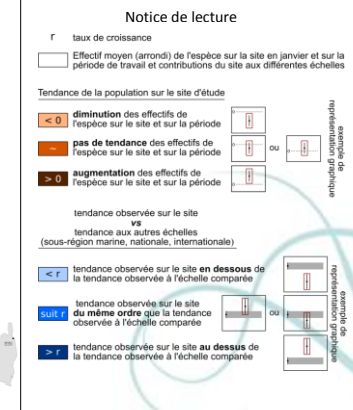 Notice de lecture
r taux de croissance
Effectif moyen (arrondi) de l'espèce sur la site en janvier et sur la
période de travail et contributions du site aux différentes échelles
Tendance de la population sur le site d'étude
< 0 diminution des effectifs de
l'espèce sur le site et sur la période
~ pas de tendance des effectifs de
l'espèce sur le site et sur la période
ou
> 0 augmentation des effectifs de
l'espèce sur le site et sur la période
exemple de
représentation graphique
tendance observée sur le site
vs
tendance aux autres échelles
(sous-région marine, nationale, internationale)
< r tendance observée sur le site en dessous de
la tendance observée à l'échelle comparée
suit r tendance observée sur le site
du même ordre que la tendance
observée à l'échelle comparée
ou
> r tendance observée sur le site au dessus de
la tendance observée à l'échelle comparée
exemple de
représentation graphique